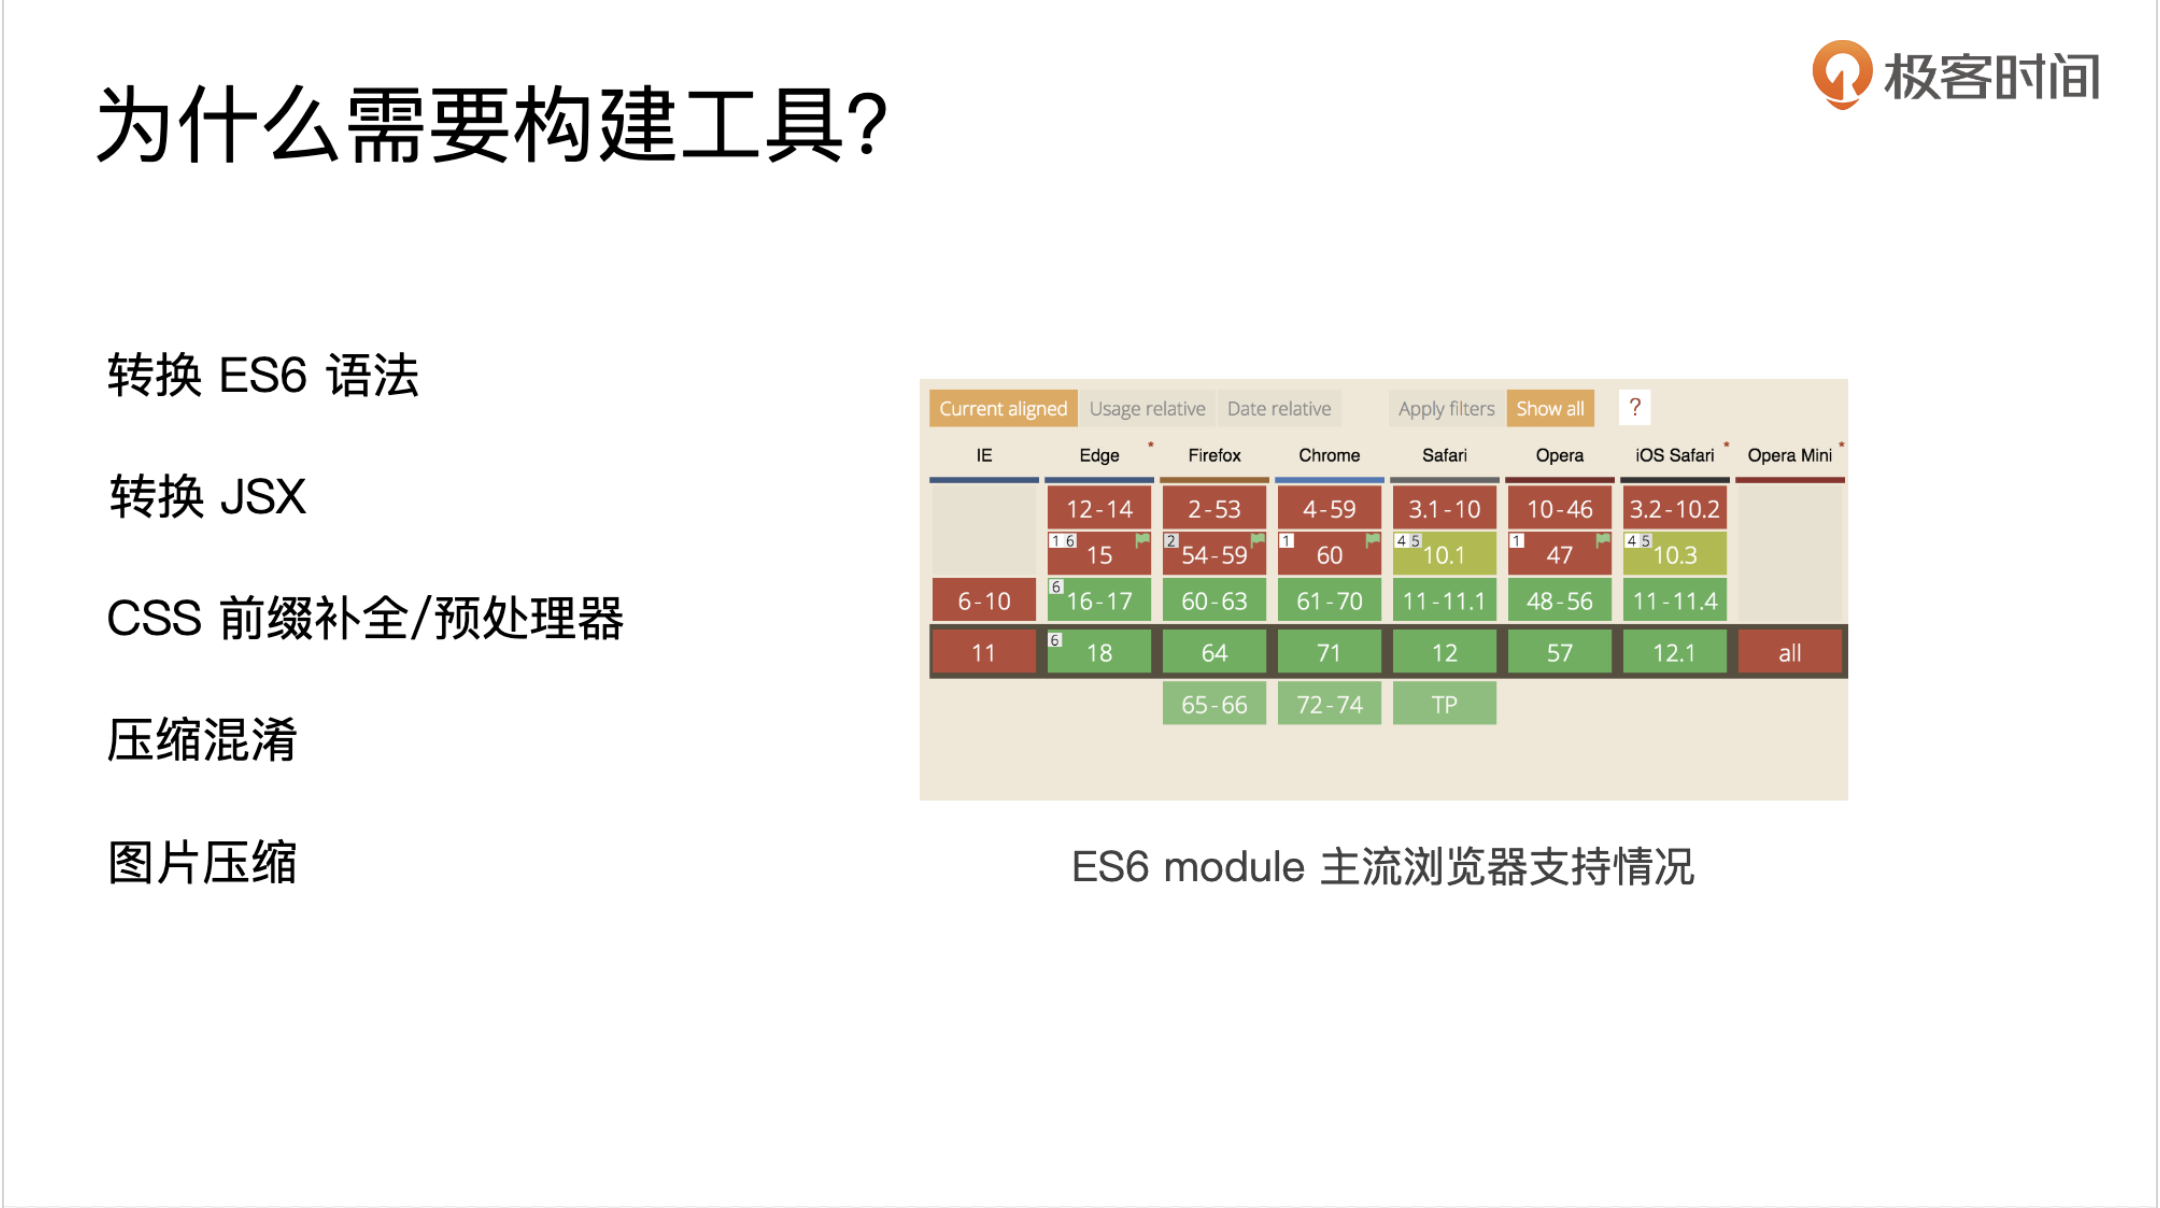 极客时间
为什么需要构建工具?
转换 ES6 语法
转换 JSX
CSS 前缀补全/预处理器
压缩混淆
图片压缩
Current aligned Usage relative Date relative Apply filters Show all ?
IE Edge * Firefox Chrome Safari Opera iOS Safari * Opera Mini *
12-14 2-53 4-59 3.1-10 10-46 3.2-10.2
1 6 15 2 54-59 1 60 4 5 10.1 1 47 4 5 10.3
6-10 6 16-17 60-63 61-70 11-11.1 48-56 11-11.4
11 6 18 64 71 12 57 12.1 all
65-66 72-74 TP
ES6 module 主流浏览器支持情况